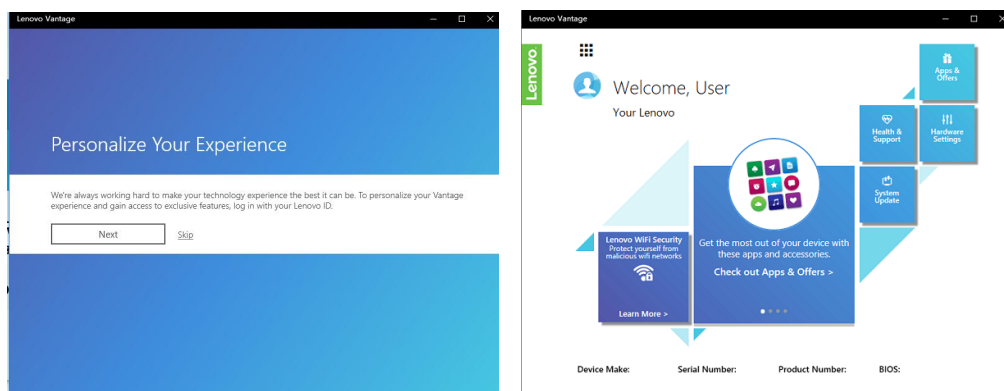 Lenovo Vantage
Personalize Your Experience
We're always working hard to make your technology experience the best it can be. To personalize your Vantage
experience and gain access to exclusive features, log in with your Lenovo ID.
Next
Skip
Lenovo Vantage
Lenovo
Welcome, User
Your Lenovo
Apps &
Offers
Health &
Support
Hardware
Settings
System
Update
Lenovo WiFi Security
Protect yourself from
malicious wifi networks
Learn More >
Get the most out of your device with
these apps and accessories.
Check out Apps & Offers >
Device Make:
Serial Number:
Product Number:
BIOS: